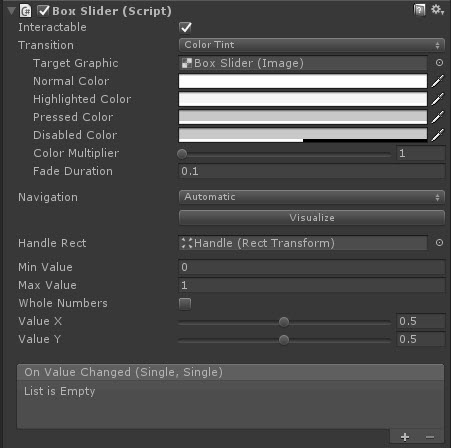 Box Slider (Script)
Interactable
Transition Color Tint
Target Graphic Box Slider (Image)
Normal Color
Highlighted Color
Pressed Color
Disabled Color
Color Multiplier 1
Fade Duration 0.1
Navigation Automatic
Visualize
Handle Rect Handle (Rect Transform)
Min Value 0
Max Value 1
Whole Numbers
Value X 0.5
Value Y 0.5
On Value Changed (Single, Single)
List is Empty